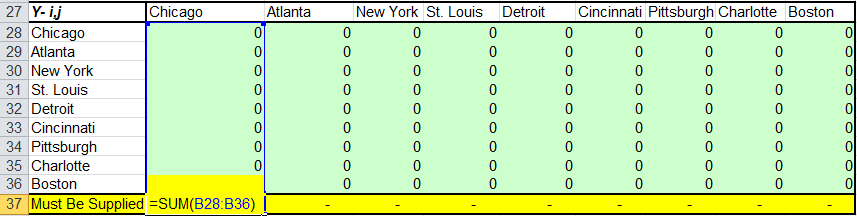 27 Y- i,j Chicago Atlanta New York St. Louis Detroit Cincinnati Pittsburgh Charlotte Boston
28 Chicago 0 0 0 0 0 0 0 0 0
29 Atlanta 0 0 0 0 0 0 0 0 0
30 New York 0 0 0 0 0 0 0 0 0
31 St. Louis 0 0 0 0 0 0 0 0 0
32 Detroit 0 0 0 0 0 0 0 0 0
33 Cincinnati 0 0 0 0 0 0 0 0 0
34 Pittsburgh 0 0 0 0 0 0 0 0 0
35 Charlotte 0 0 0 0 0 0 0 0 0
36 Boston 0 0 0 0 0 0 0 0
37 Must Be Supplied =SUM(B28:B36) - - - - - - - -